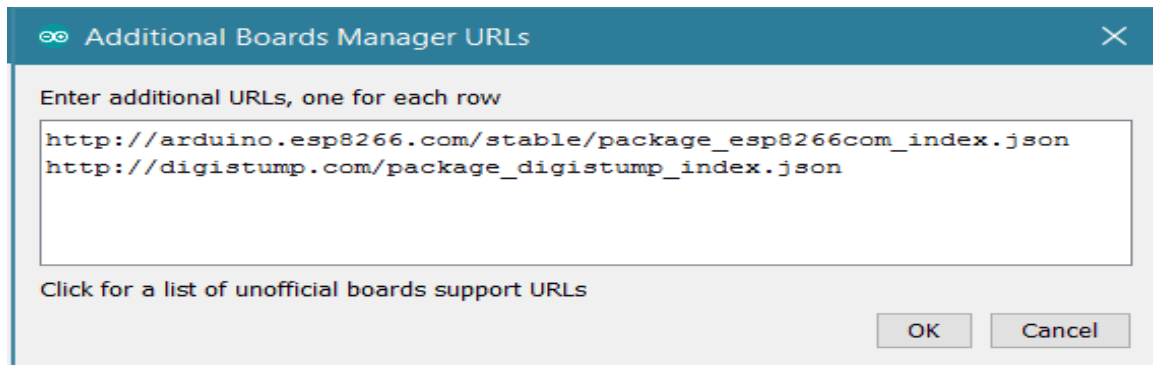 Additional Boards Manager URLs
Enter additional URLs, one for each row
http://arduino.esp8266.com/stable/package_esp8266com_index.json
http://digistump.com/package_digistump_index.json
Click for a list of unofficial boards support URLs
OK Cancel